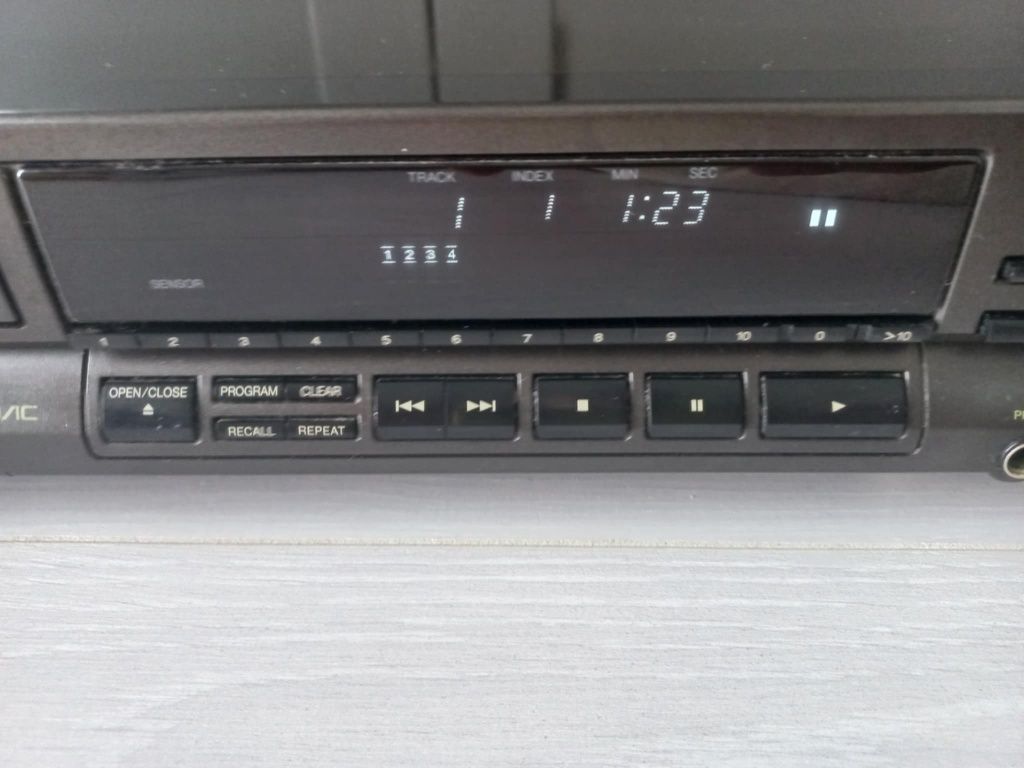 TRACK INDEX MIN SEC
1 1 1:23
1 2 3 4
SENSOR
1 2 3 4 5 6 7 8 9 10 0 >10
OPEN/CLOSE PROGRAM CLEAR
RECALL REPEAT